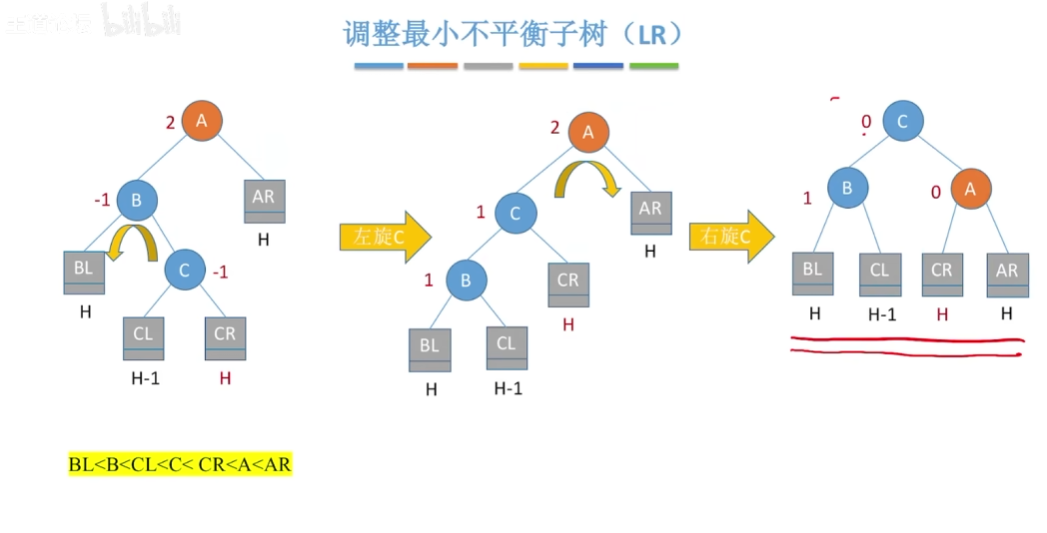 bilibili
调整最小不平衡子树（LR）
2 A
-1 B
AR
H
BL
H
C -1
CL
CR
H-1
H
左旋C
2 A
1 C
AR
H
1 B
CR
H
BL
CL
H
H-1
右旋C
0 C
1 B
0 A
BL
CL
CR
AR
H
H-1
H
H
BL<B<CL<C< CR<A<AR